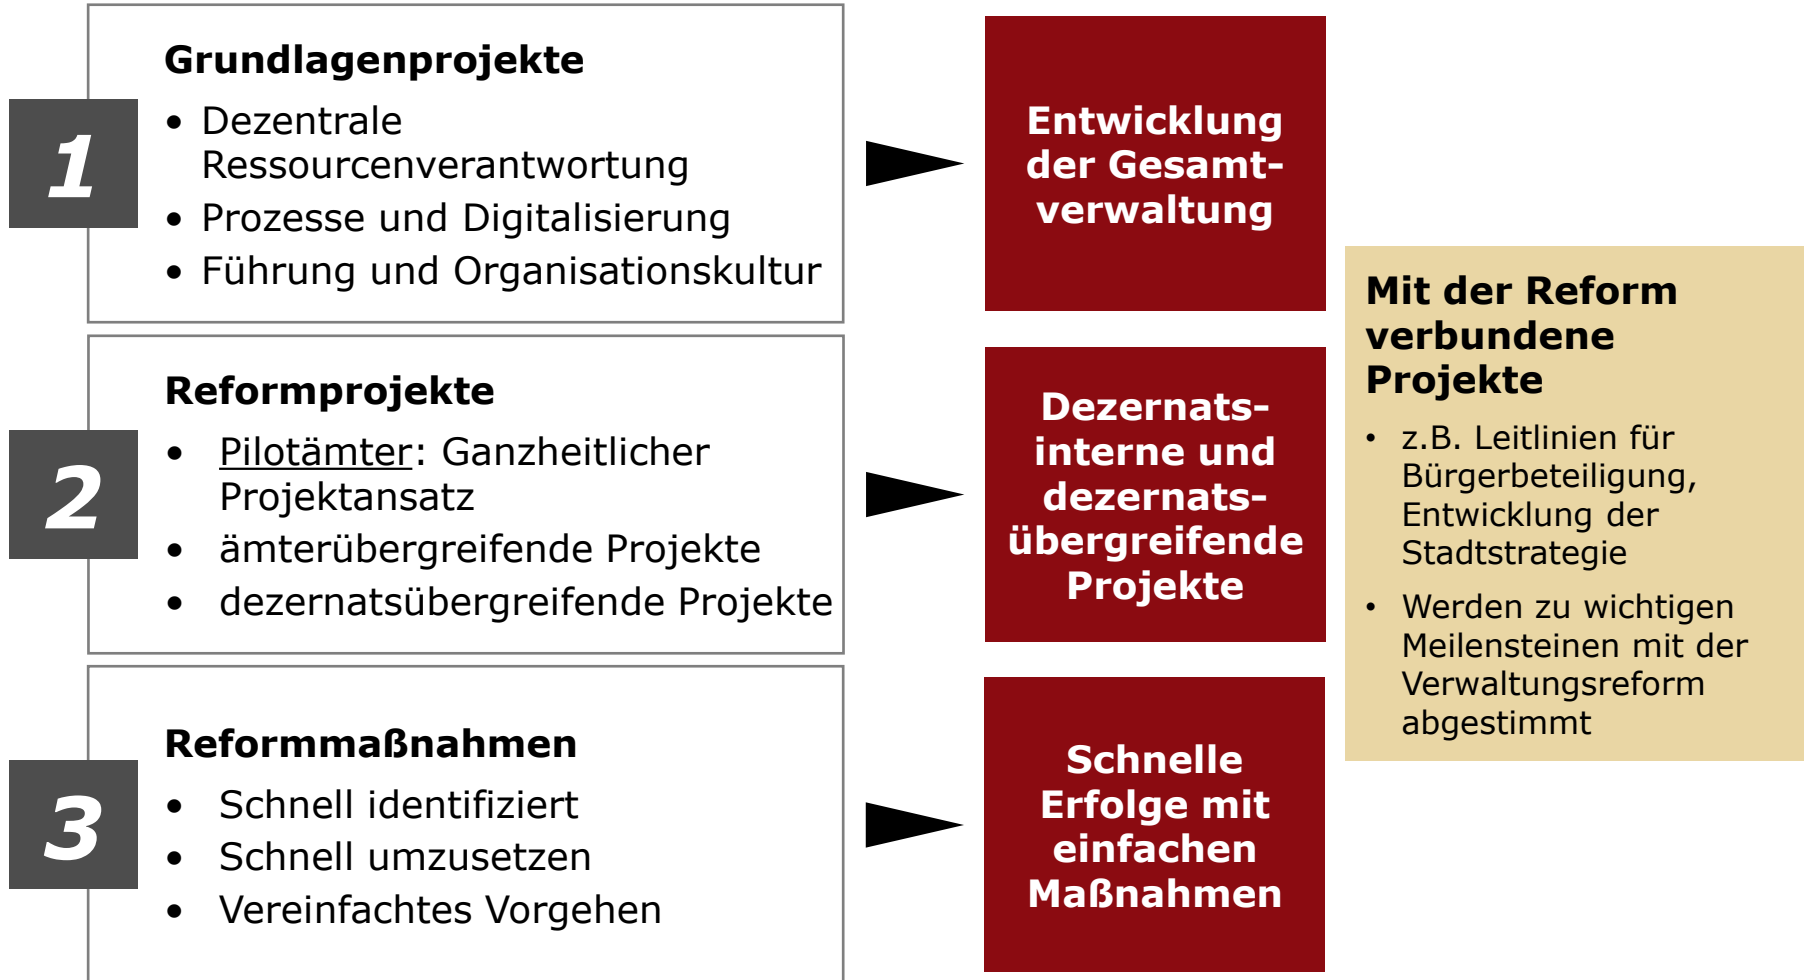 1
Grundlagenprojekte
• Dezentrale
Ressourcenverantwortung
• Prozesse und Digitalisierung
• Führung und Organisationskultur
Entwicklung
der Gesamt-
verwaltung
2
Reformprojekte
• Pilotämter: Ganzheitlicher
Projektansatz
• ämterübergreifende Projekte
• dezernatsübergreifende Projekte
Dezernats-
interne und
dezernats-
übergreifende
Projekte
3
Reformmaßnahmen
• Schnell identifiziert
• Schnell umzusetzen
• Vereinfachtes Vorgehen
Schnelle
Erfolge mit
einfachen
Maßnahmen
Mit der Reform
verbundene
Projekte
• z.B. Leitlinien für
Bürgerbeteiligung,
Entwicklung der
Stadtstrategie
• Werden zu wichtigen
Meilensteinen mit der
Verwaltungsreform
abgestimmt